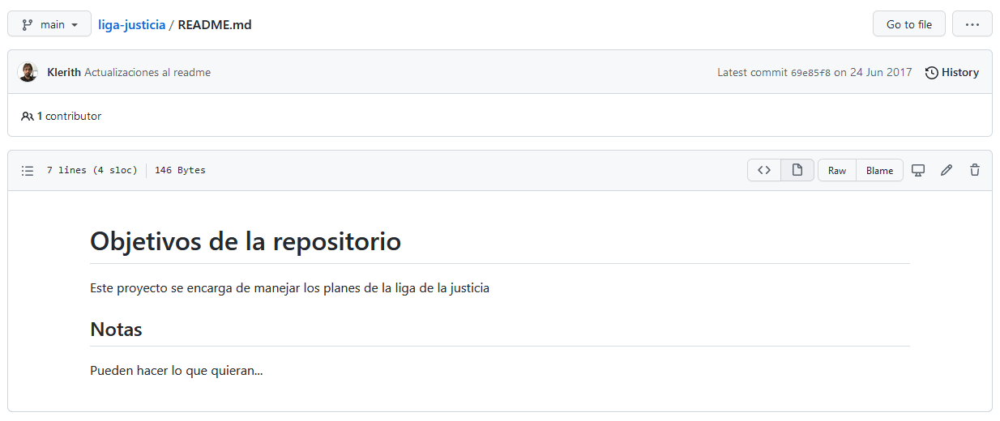 main
liga-justicia / README.md
Go to file
...
Klerith Actualizaciones al readme
Latest commit 69e85f8 on 24 Jun 2017
History
1 contributor
7 lines (4 sloc)
146 Bytes
<>
Raw
Blame
Objetivos de la repositorio
Este proyecto se encarga de manejar los planes de la liga de la justicia
Notas
Pueden hacer lo que quieran...